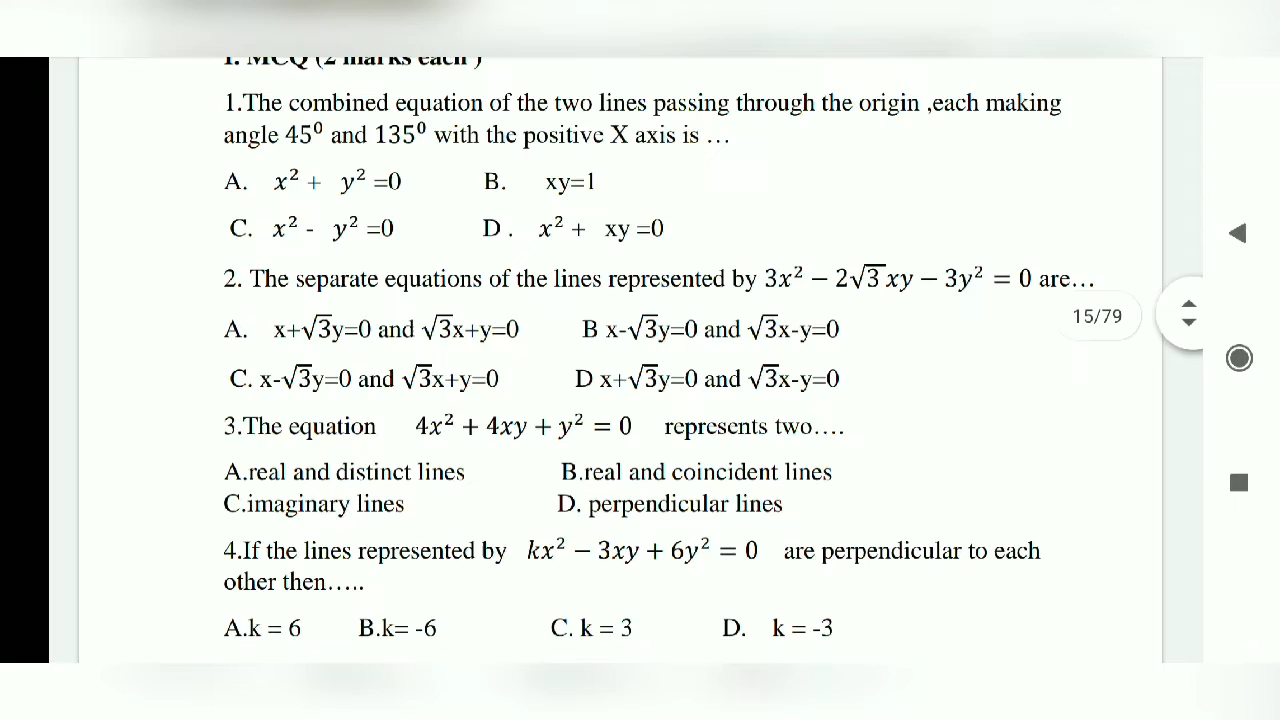 I. MCQ (2 marks each )
1.The combined equation of the two lines passing through the origin ,each making
angle 45⁰ and 135⁰ with the positive X axis is …
A. x² + y² =0 B. xy=1
C. x² - y² =0 D . x² + xy =0
2. The separate equations of the lines represented by 3x² − 2√3 xy − 3y² = 0 are…
A. x+√3y=0 and √3x+y=0 B x-√3y=0 and √3x-y=0
15/79
C. x-√3y=0 and √3x+y=0 D x+√3y=0 and √3x-y=0
3.The equation 4x² + 4xy + y² = 0 represents two….
A.real and distinct lines B.real and coincident lines
C.imaginary lines D. perpendicular lines
4.If the lines represented by kx² − 3xy + 6y² = 0 are perpendicular to each
other then…..
A.k = 6 B.k= -6 C. k = 3 D. k = -3